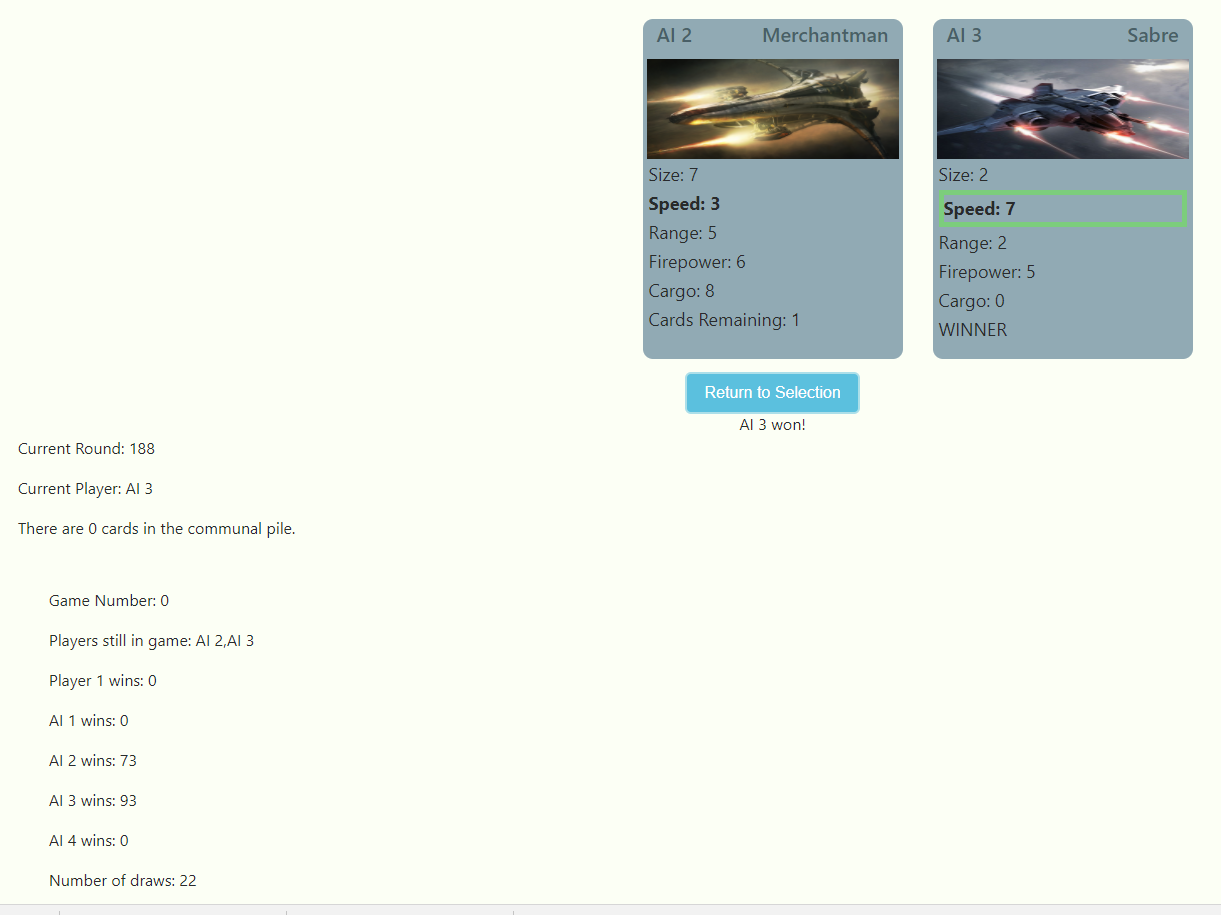 AI 2 Merchantman
Size: 7
Speed: 3
Range: 5
Firepower: 6
Cargo: 8
Cards Remaining: 1
AI 3 Sabre
Size: 2
Speed: 7
Range: 2
Firepower: 5
Cargo: 0
WINNER
Return to Selection
AI 3 won!
Current Round: 188
Current Player: AI 3
There are 0 cards in the communal pile.
Game Number: 0
Players still in game: AI 2,AI 3
Player 1 wins: 0
AI 1 wins: 0
AI 2 wins: 73
AI 3 wins: 93
AI 4 wins: 0
Number of draws: 22